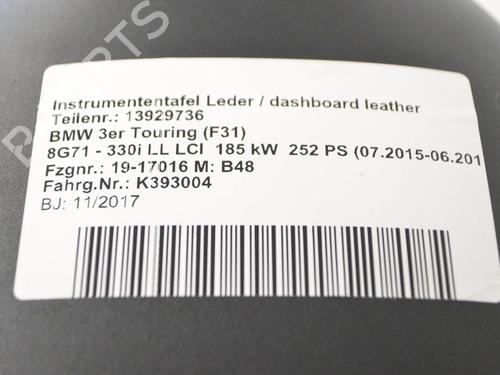 PARTS
Instrumententafel Leder / dashboard leather
Teilenr.: 13929736
BMW 3er Touring (F31)
8G71 - 330i LL LCI 185 kW 252 PS (07.2015-06.201
Fzgnr.: 19-17016 M: B48
Fahrg.Nr.: K393004
BJ: 11/2017